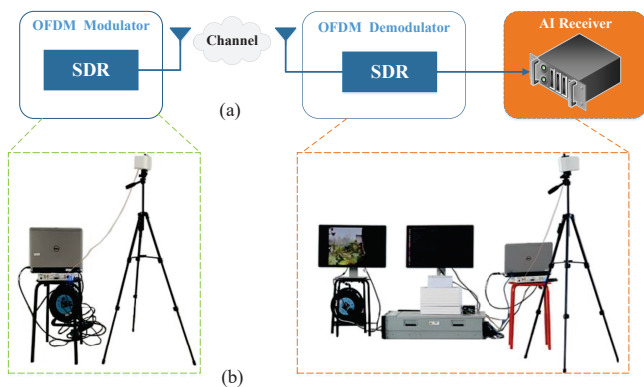 OFDM Modulator
Channel
OFDM Demodulator
AI Receiver
SDR
SDR
(a)
(b)